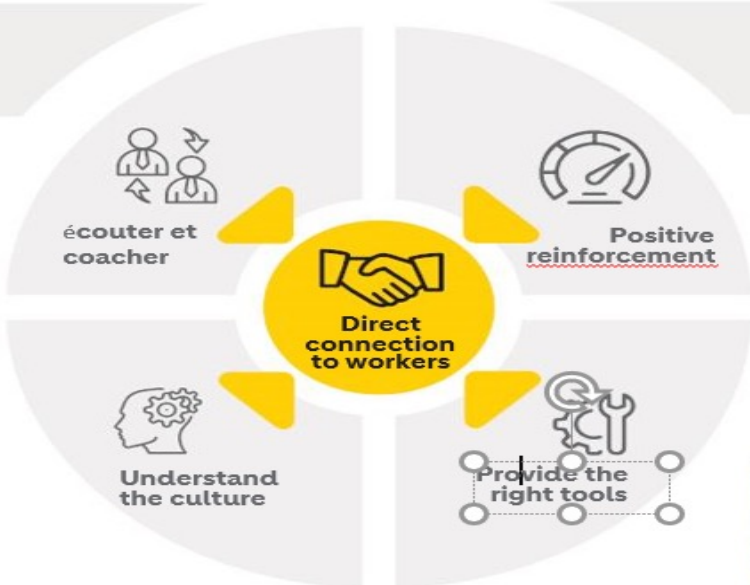 écouter et
coacher
Positive
reinforcement
Direct
connection
to workers
Understand
the culture
Provide the
right tools